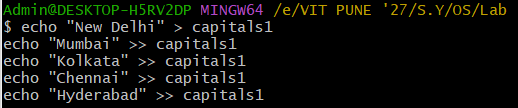 Admin@DESKTOP-H5RV2DP MINGW64 /e/VIT PUNE '27/S.Y/OS/Lab
$ echo "New Delhi" > capitals1
echo "Mumbai" >> capitals1
echo "Kolkata" >> capitals1
echo "Chennai" >> capitals1
echo "Hyderabad" >> capitals1